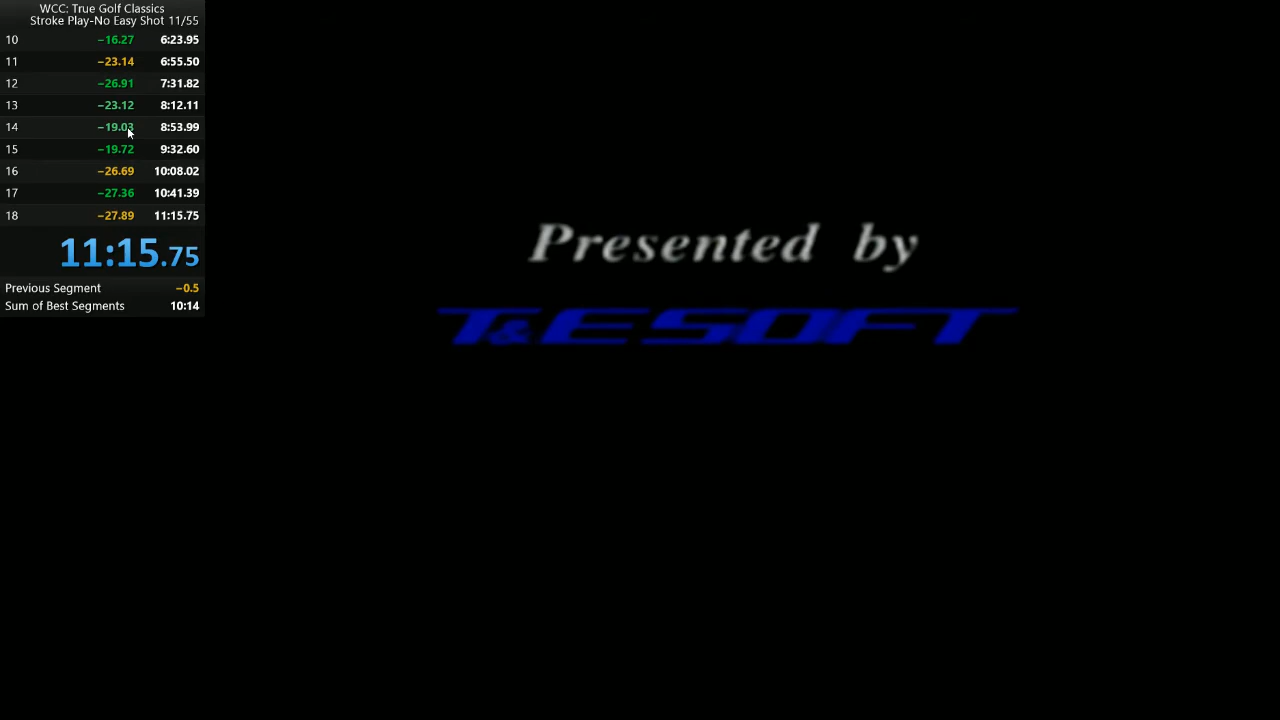 WCC: True Golf Classics
Stroke Play-No Easy Shot 11/55
10 −16.27 6:23.95
11 −23.14 6:55.50
12 −26.91 7:31.82
13 −23.12 8:12.11
14 −19.03 8:53.99
15 −19.72 9:32.60
16 −26.69 10:08.02
17 −27.36 10:41.39
18 −27.89 11:15.75
11:15.75
Previous Segment −0.5
Sum of Best Segments 10:14
Presented by
T&E SOFT